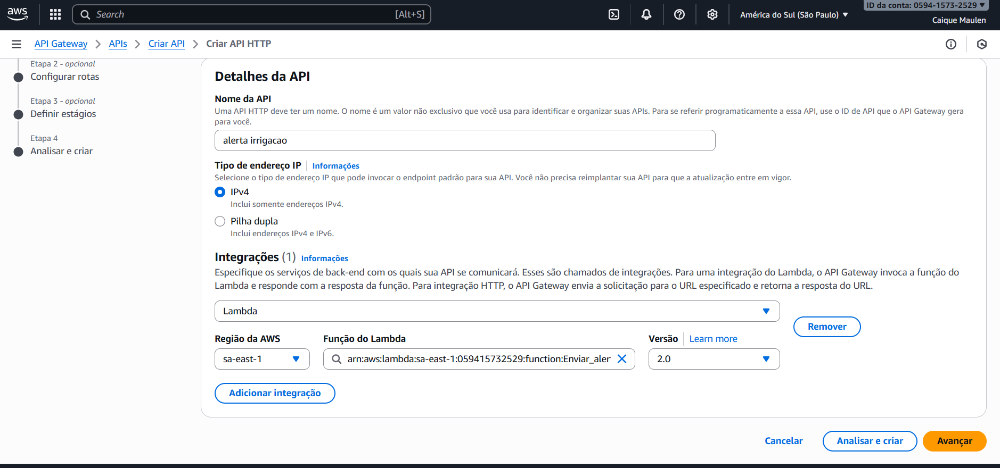 aws
Search
[Alt+S]
América do Sul (São Paulo)
ID da conta: 0594-1573-2529
Caique Maulen
API Gateway
APIs
Criar API
Criar API HTTP
Etapa 2 - opcional
Configurar rotas
Etapa 3 - opcional
Definir estágios
Etapa 4
Analisar e criar
Detalhes da API
Nome da API
Uma API HTTP deve ter um nome. O nome é um valor não exclusivo que você usa para identificar e organizar suas APIs. Para se referir programaticamente a essa API, use o ID de API que o API Gateway gera
para você.
alerta irrigacao
Tipo de endereço IP
Informações
Selecione o tipo de endereço IP que pode invocar o endpoint padrão para sua API. Você não precisa reimplantar sua API para que a atualização entre em vigor.
IPv4
Inclui somente endereços IPv4.
Pilha dupla
Inclui endereços IPv4 e IPv6.
Integrações (1)
Informações
Especifique os serviços de back-end com os quais sua API se comunicará. Esses são chamados de integrações. Para uma integração do Lambda, o API Gateway invoca a função do
Lambda e responde com a resposta da função. Para integração HTTP, o API Gateway envia a solicitação para o URL especificado e retorna a resposta do URL.
Lambda
Remover
Região da AWS
Função do Lambda
Versão
Learn more
sa-east-1
arn:aws:lambda:sa-east-1:059415732529:function:Enviar_aler
2.0
Adicionar integração
Cancelar
Analisar e criar
Avançar